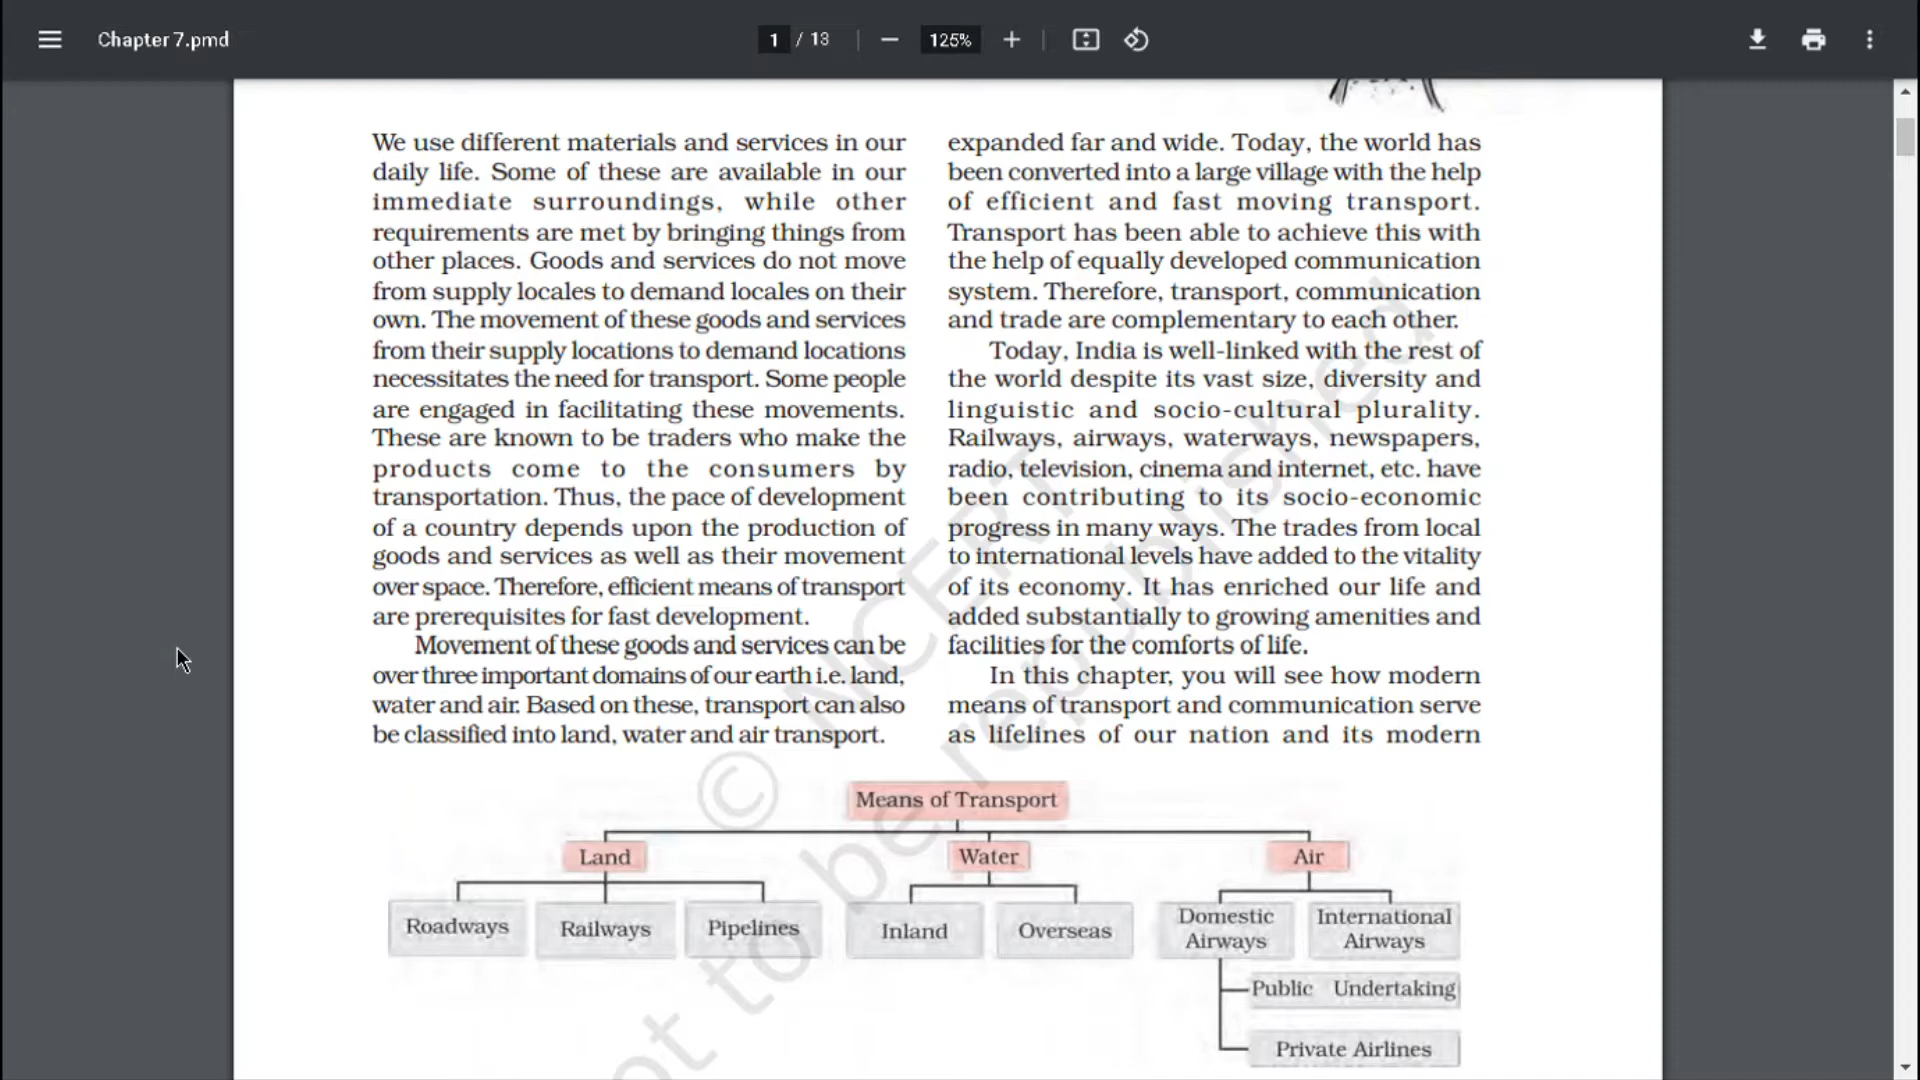 Chapter 7.pmd
1 / 13
125%
We use different materials and services in our
daily life. Some of these are available in our
immediate surroundings, while other
requirements are met by bringing things from
other places. Goods and services do not move
from supply locales to demand locales on their
own. The movement of these goods and services
from their supply locations to demand locations
necessitates the need for transport. Some people
are engaged in facilitating these movements.
These are known to be traders who make the
products come to the consumers by
transportation. Thus, the pace of development
of a country depends upon the production of
goods and services as well as their movement
over space. Therefore, efficient means of transport
are prerequisites for fast development.
Movement of these goods and services can be
over three important domains of our earth i.e. land,
water and air. Based on these, transport can also
be classified into land, water and air transport.
expanded far and wide. Today, the world has
been converted into a large village with the help
of efficient and fast moving transport.
Transport has been able to achieve this with
the help of equally developed communication
system. Therefore, transport, communication
and trade are complementary to each other.
Today, India is well-linked with the rest of
the world despite its vast size, diversity and
linguistic and socio-cultural plurality.
Railways, airways, waterways, newspapers,
radio, television, cinema and internet, etc. have
been contributing to its socio-economic
progress in many ways. The trades from local
to international levels have added to the vitality
of its economy. It has enriched our life and
added substantially to growing amenities and
facilities for the comforts of life.
In this chapter, you will see how modern
means of transport and communication serve
as lifelines of our nation and its modern
Means of Transport
Land
Water
Air
Roadways
Railways
Pipelines
Inland
Overseas
Domestic
Airways
International
Airways
Public Undertaking
Private Airlines
© NCERT
not to be republished